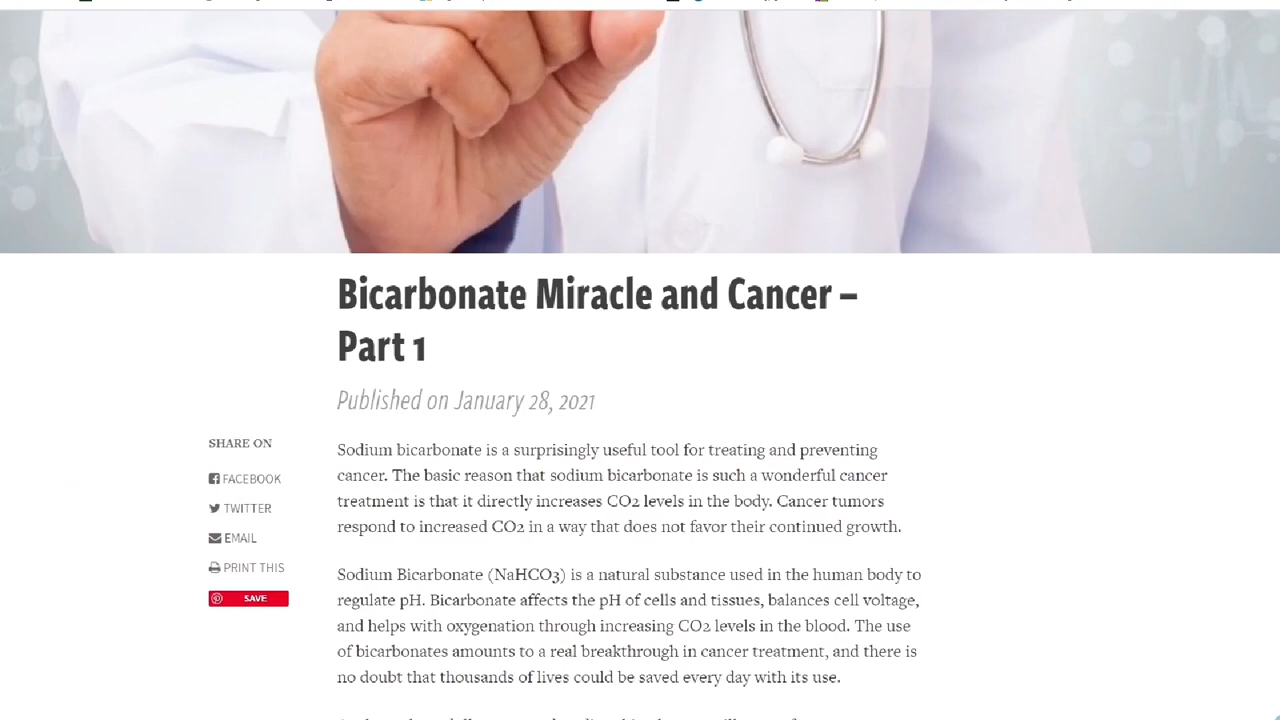 Bicarbonate Miracle and Cancer –
Part 1
Published on January 28, 2021
SHARE ON
FACEBOOK
TWITTER
EMAIL
PRINT THIS
SAVE
Sodium bicarbonate is a surprisingly useful tool for treating and preventing
cancer. The basic reason that sodium bicarbonate is such a wonderful cancer
treatment is that it directly increases CO2 levels in the body. Cancer tumors
respond to increased CO2 in a way that does not favor their continued growth.
Sodium Bicarbonate (NaHCO3) is a natural substance used in the human body to
regulate pH. Bicarbonate affects the pH of cells and tissues, balances cell voltage,
and helps with oxygenation through increasing CO2 levels in the blood. The use
of bicarbonates amounts to a real breakthrough in cancer treatment, and there is
no doubt that thousands of lives could be saved every day with its use.